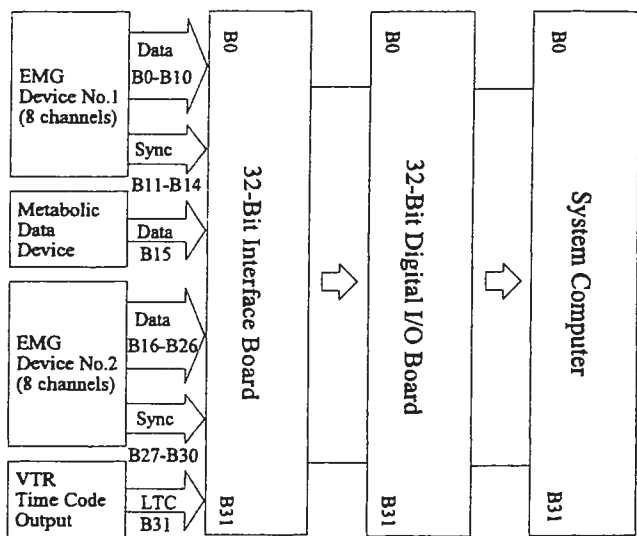 EMG
Device No.1
(8 channels)
Data
B0-B10
Sync
B11-B14
Metabolic
Data
Device
Data
B15
EMG
Device No.2
(8 channels)
Data
B16-B26
Sync
B27-B30
VTR
Time Code
Output
LTC
B31
B0
32-Bit Interface Board
B31
B0
32-Bit Digital I/O Board
B31
B0
System Computer
B31